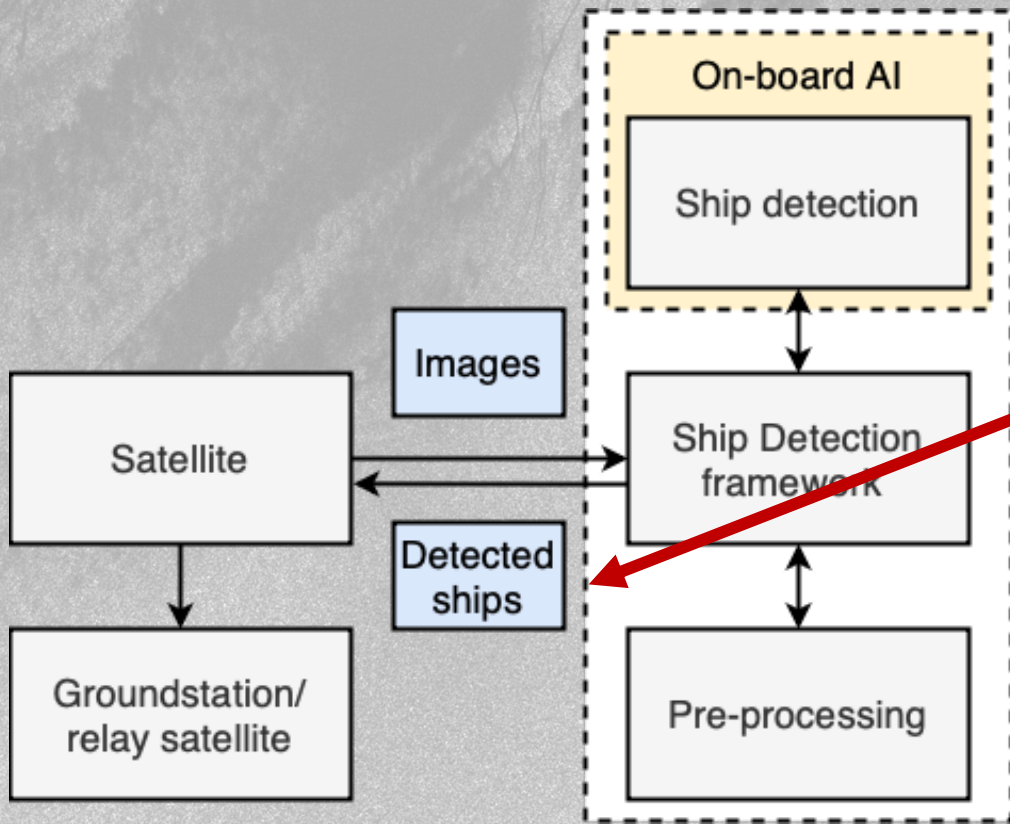 On-board AI
Ship detection
Images
Satellite
Ship Detection
framework
Detected
ships
Groundstation/
relay satellite
Pre-processing